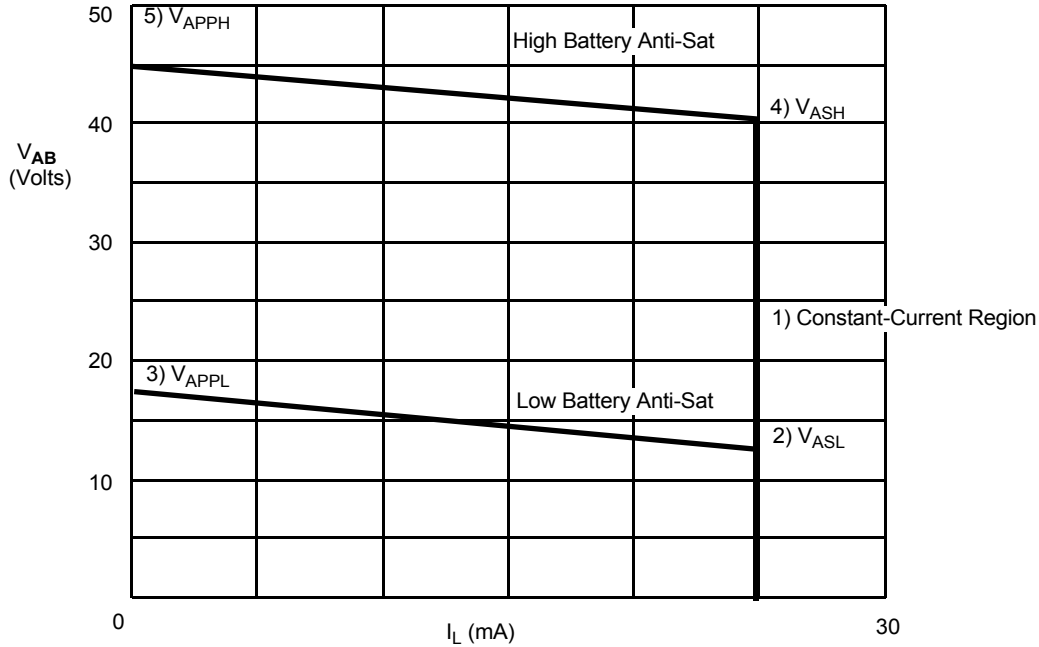 50
5) VAPPH
High Battery Anti-Sat
4) VASH
40
VAB
(Volts)
30
1) Constant-Current Region
20
3) VAPPL
Low Battery Anti-Sat
2) VASL
10
0
IL (mA)
30